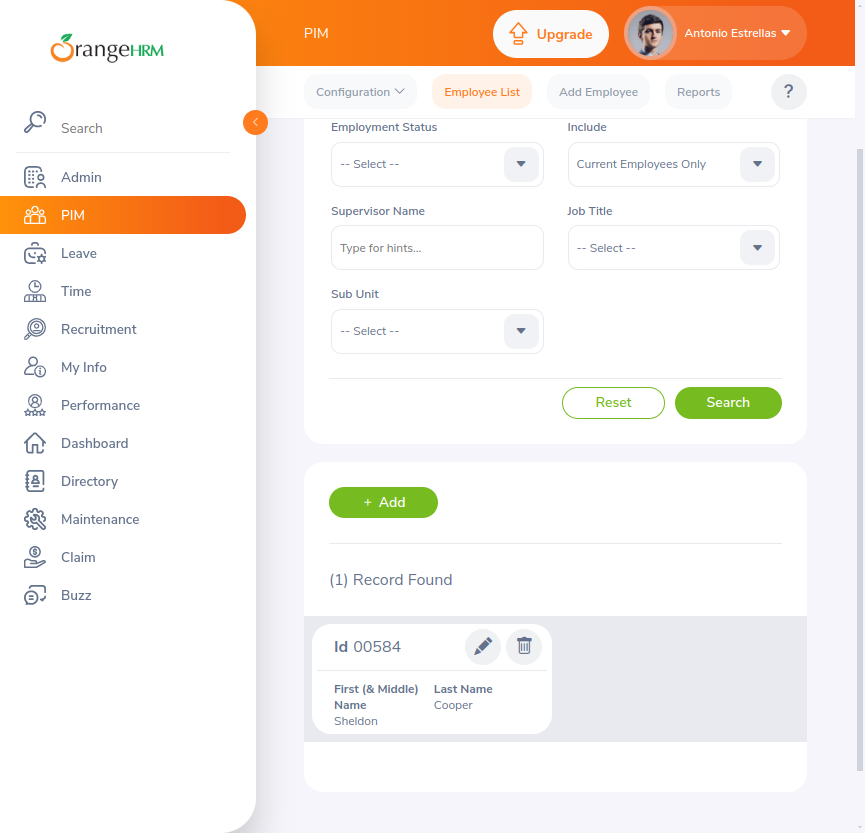 OrangeHRM
Search
Admin
PIM
Leave
Time
Recruitment
My Info
Performance
Dashboard
Directory
Maintenance
Claim
Buzz
PIM
Upgrade
Antonio Estrellas
Configuration
Employee List
Add Employee
Reports
?
Employment Status
Include
-- Select --
Current Employees Only
Supervisor Name
Job Title
Type for hints...
-- Select --
Sub Unit
-- Select --
Reset
Search
+ Add
(1) Record Found
Id 00584
First (& Middle)
Name
Sheldon
Last Name
Cooper